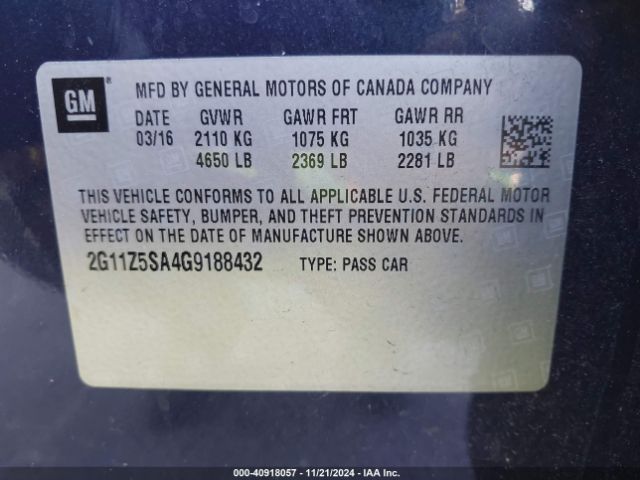 GM ®
MFD BY GENERAL MOTORS OF CANADA COMPANY
DATE GVWR GAWR FRT GAWR RR
03/16 2110 KG 1075 KG 1035 KG
4650 LB 2369 LB 2281 LB
THIS VEHICLE CONFORMS TO ALL APPLICABLE U.S. FEDERAL MOTOR
VEHICLE SAFETY, BUMPER, AND THEFT PREVENTION STANDARDS IN
EFFECT ON THE DATE OF MANUFACTURE SHOWN ABOVE.
2G11Z5SA4G9188432 TYPE: PASS CAR
000-40918057 - 11/21/2024 - IAA Inc.